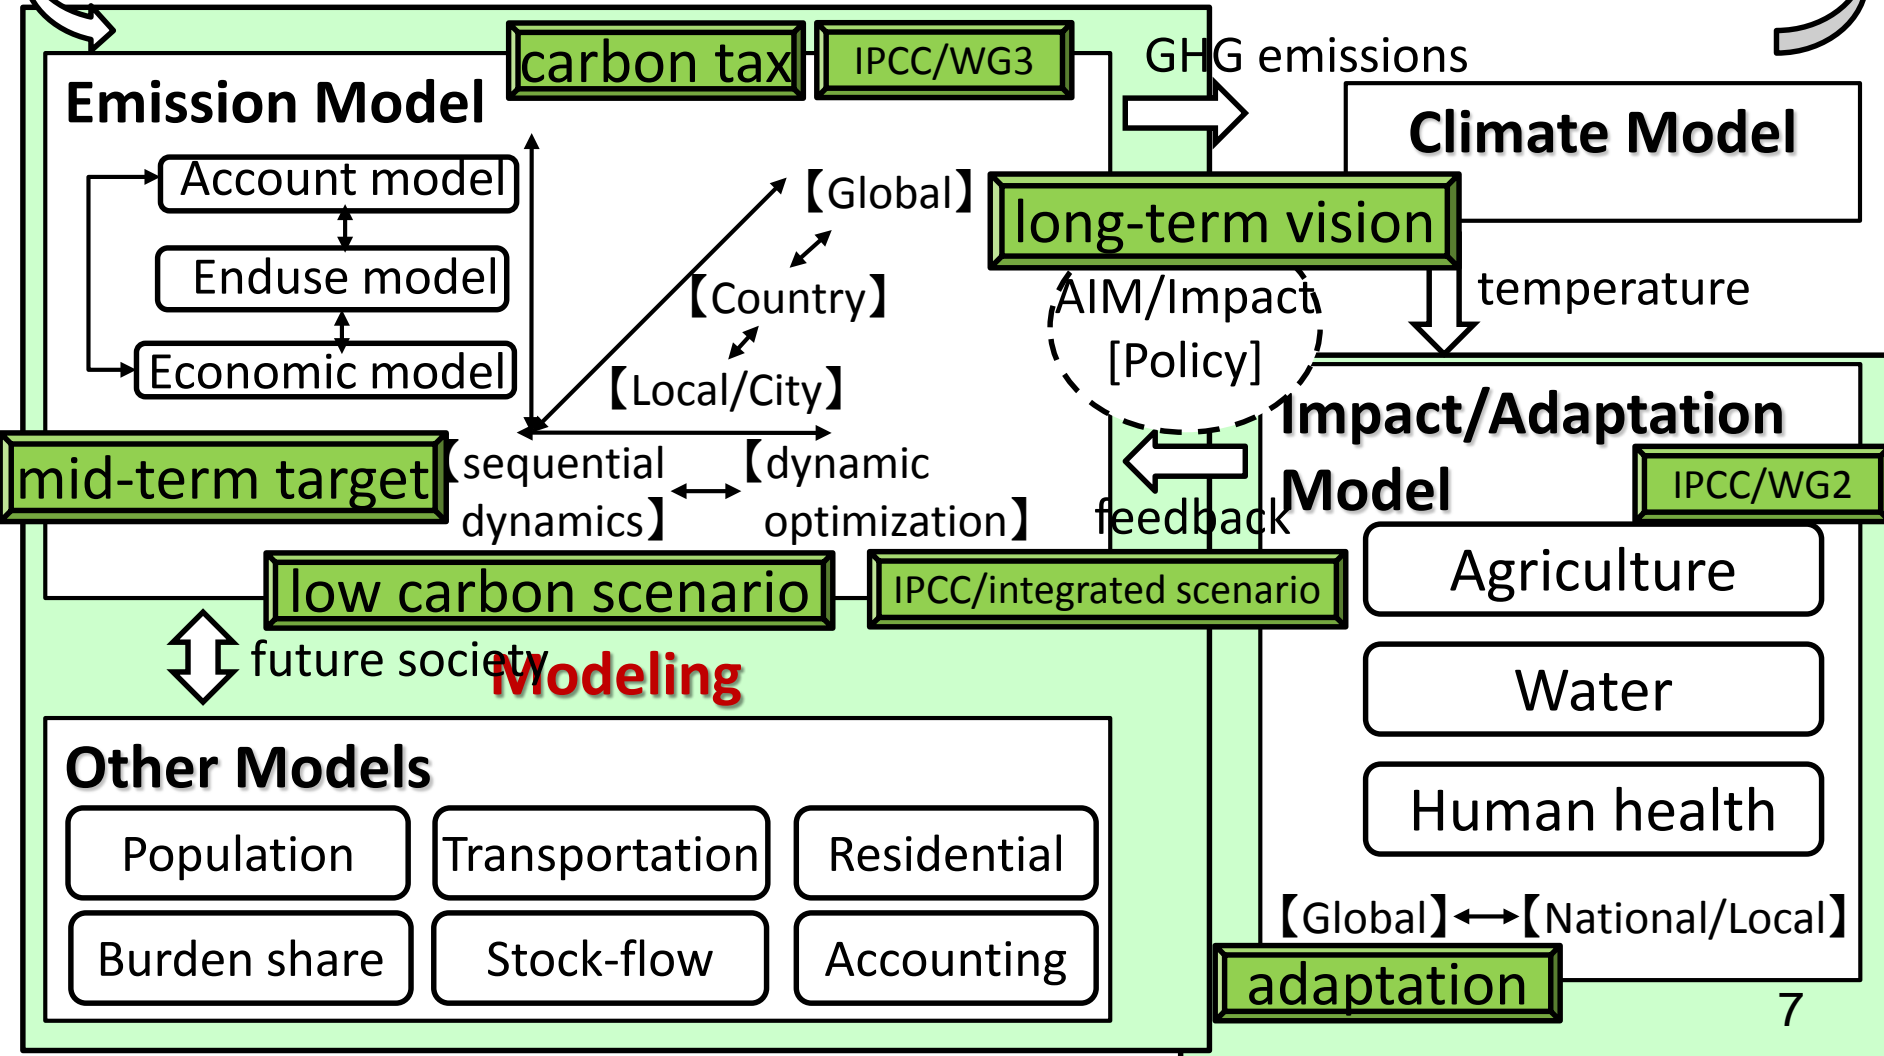 carbon tax
IPCC/WG3
GHG emissions
Emission Model
Climate Model
Account model
【Global】
long-term vision
Enduse model
【Country】
AIM/Impact
[Policy]
temperature
Economic model
【Local/City】
Impact/Adaptation
Model
mid-term target
【sequential
dynamics】
【dynamic
optimization】
feedback
IPCC/WG2
Agriculture
low carbon scenario
IPCC/integrated scenario
future society
Modeling
Water
Other Models
Human health
Population
Transportation
Residential
Burden share
Stock-flow
Accounting
【Global】
【National/Local】
adaptation
7